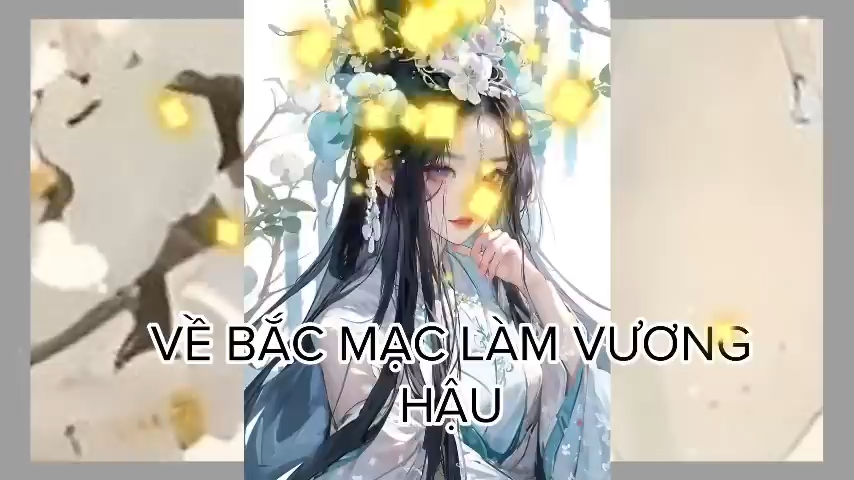 VỀ BẮC MẠC LÀM VƯƠNG
HẬU